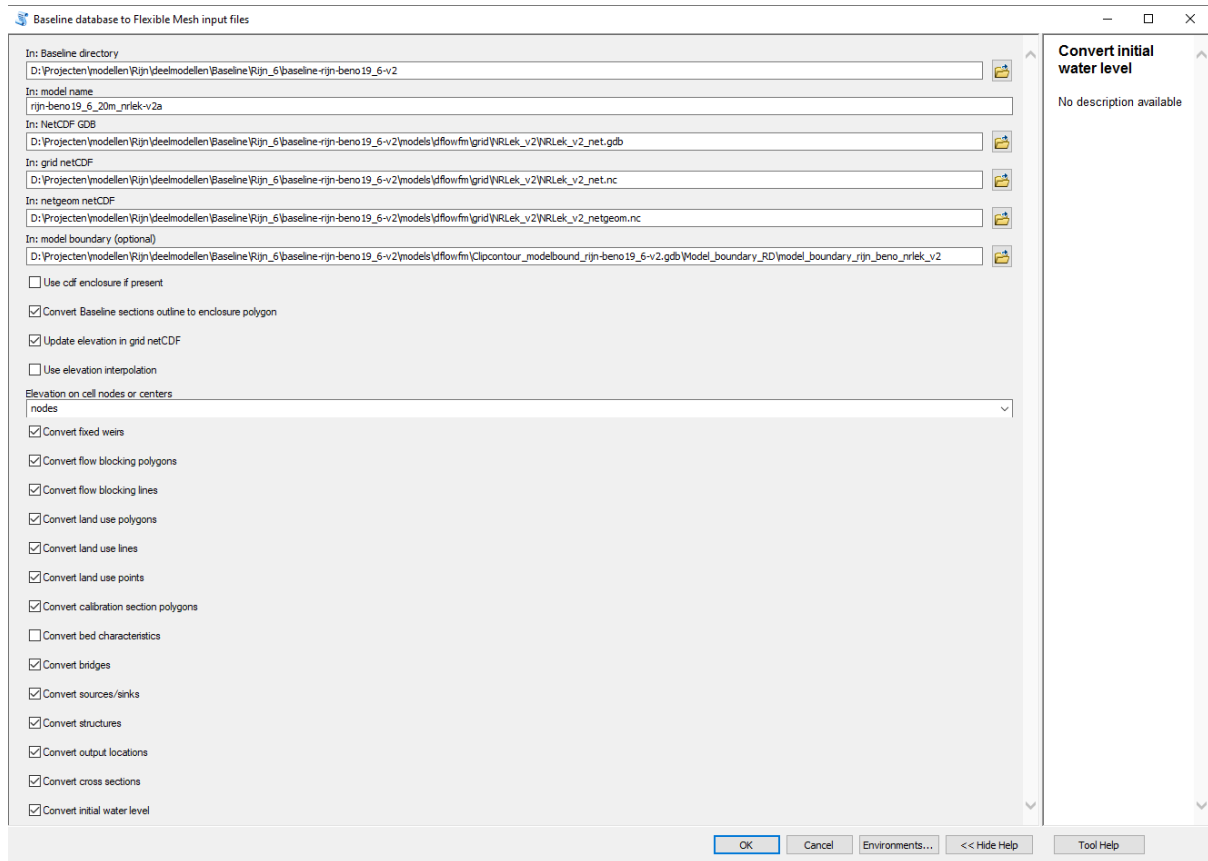 Baseline database to Flexible Mesh input files
In: Baseline directory
D:\Projecten\modellen\Rijn\deelmodellen\Baseline\Rijn_6\baseline-rijn-beno19_6-v2
In: model name
rijn-beno19_6_20m_nrlek-v2a
In: NetCDF GDB
D:\Projecten\modellen\Rijn\deelmodellen\Baseline\Rijn_6\baseline-rijn-beno19_6-v2\models\dflowfm\grid\NRLek_v2\NRLek_v2_net.gdb
In: grid netCDF
D:\Projecten\modellen\Rijn\deelmodellen\Baseline\Rijn_6\baseline-rijn-beno19_6-v2\models\dflowfm\grid\NRLek_v2\NRLek_v2_net.nc
In: netgeom netCDF
D:\Projecten\modellen\Rijn\deelmodellen\Baseline\Rijn_6\baseline-rijn-beno19_6-v2\models\dflowfm\grid\NRLek_v2\NRLek_v2_netgeom.nc
In: model boundary (optional)
D:\Projecten\modellen\Rijn\deelmodellen\Baseline\Rijn_6\baseline-rijn-beno19_6-v2\models\dflowfm\Clipcontour_modelbound_rijn-beno19_6-v2.gdb\Model_boundary_RD\model_boundary_rijn_beno_nrlek_v2
Use cdf enclosure if present
Convert Baseline sections outline to enclosure polygon
Update elevation in grid netCDF
Use elevation interpolation
Elevation on cell nodes or centers
nodes
Convert fixed weirs
Convert flow blocking polygons
Convert flow blocking lines
Convert land use polygons
Convert land use lines
Convert land use points
Convert calibration section polygons
Convert bed characteristics
Convert bridges
Convert sources/sinks
Convert structures
Convert output locations
Convert cross sections
Convert initial water level
Convert initial
water level
No description available
OK
Cancel
Environments...
<< Hide Help
Tool Help